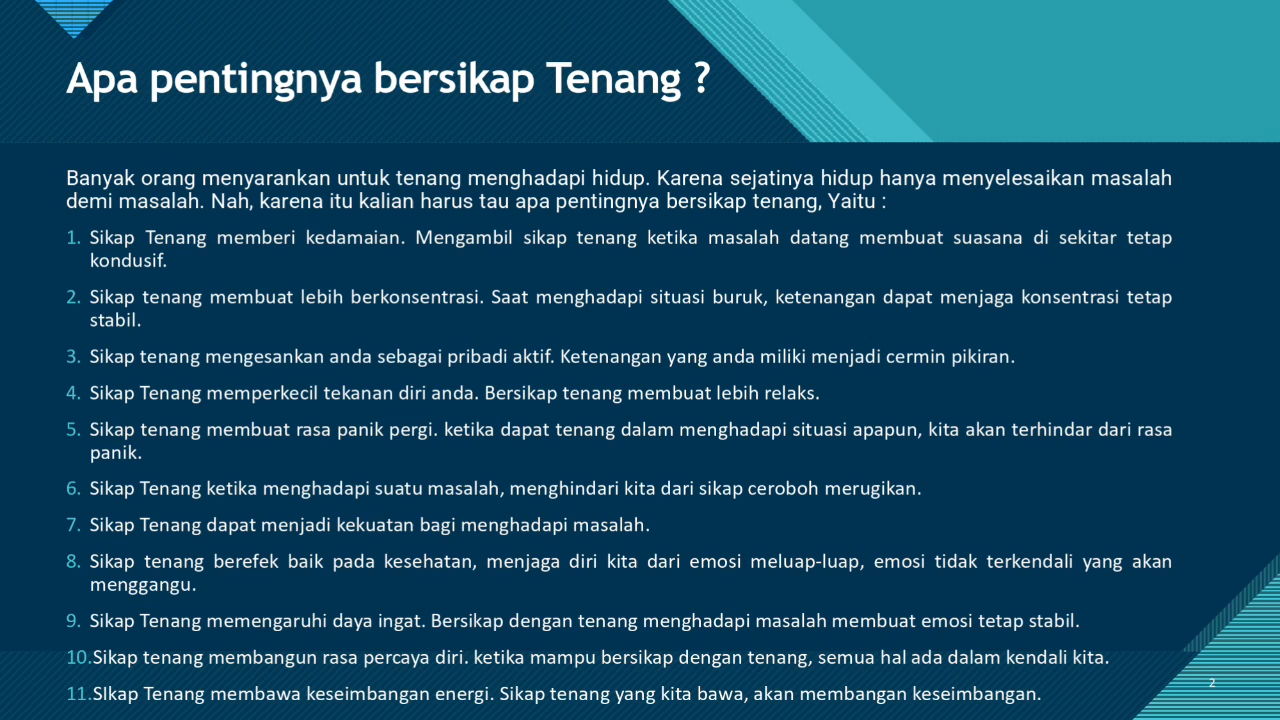 Apa pentingnya bersikap Tenang ?
Banyak orang menyarankan untuk tenang menghadapi hidup. Karena sejatinya hidup hanya menyelesaikan masalah
demi masalah. Nah, karena itu kalian harus tau apa pentingnya bersikap tenang, Yaitu :
1. Sikap Tenang memberi kedamaian. Mengambil sikap tenang ketika masalah datang membuat suasana di sekitar tetap
kondusif.
2. Sikap tenang membuat lebih berkonsentrasi. Saat menghadapi situasi buruk, ketenangan dapat menjaga konsentrasi tetap
stabil.
3. Sikap tenang mengesankan anda sebagai pribadi aktif. Ketenangan yang anda miliki menjadi cermin pikiran.
4. Sikap Tenang memperkecil tekanan diri anda. Bersikap tenang membuat lebih relaks.
5. Sikap tenang membuat rasa panik pergi. ketika dapat tenang dalam menghadapi situasi apapun, kita akan terhindar dari rasa
panik.
6. Sikap Tenang ketika menghadapi suatu masalah, menghindari kita dari sikap ceroboh merugikan.
7. Sikap Tenang dapat menjadi kekuatan bagi menghadapi masalah.
8. Sikap tenang berefek baik pada kesehatan, menjaga diri kita dari emosi meluap-luap, emosi tidak terkendali yang akan
menggangu.
9. Sikap Tenang memengaruhi daya ingat. Bersikap dengan tenang menghadapi masalah membuat emosi tetap stabil.
10.Sikap tenang membangun rasa percaya diri. ketika mampu bersikap dengan tenang, semua hal ada dalam kendali kita.
11.SIkap Tenang membawa keseimbangan energi. Sikap tenang yang kita bawa, akan membangan keseimbangan.
2